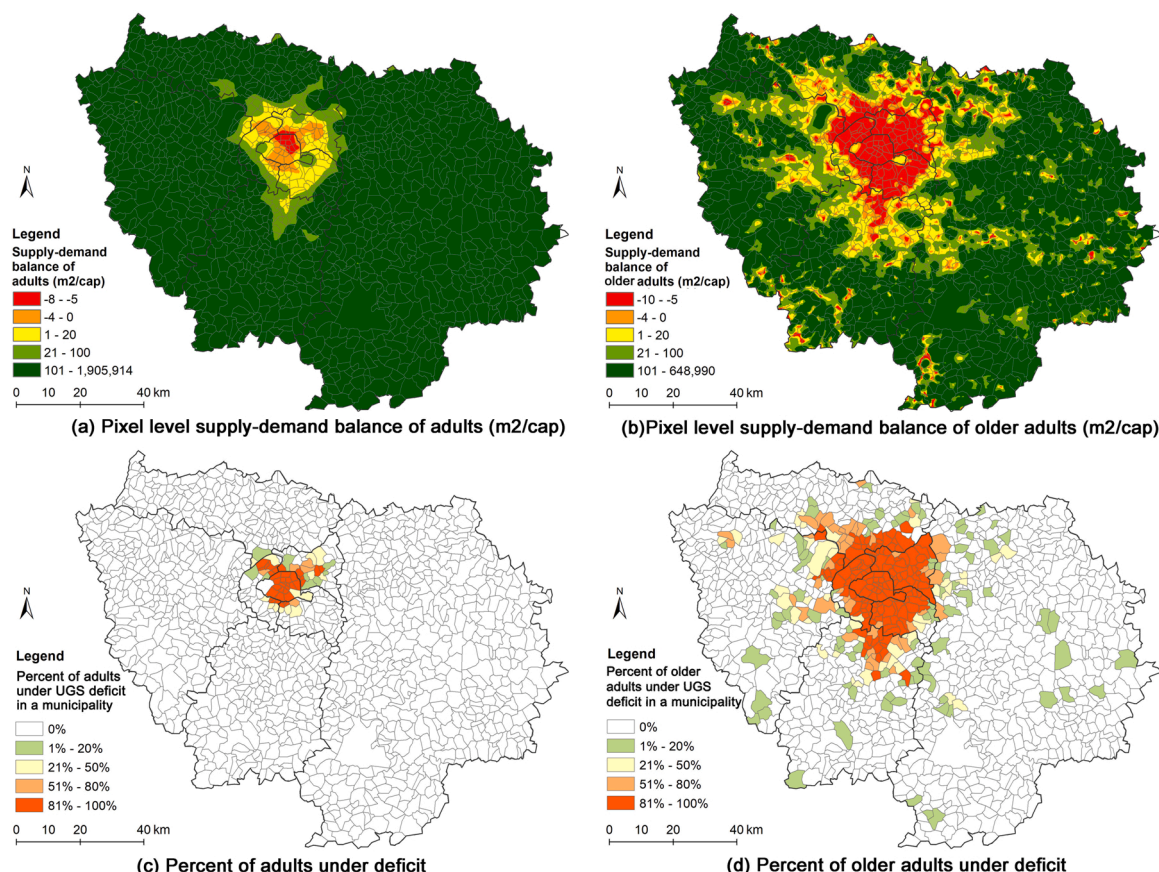 N
Legend
Supply-demand
balance of
adults (m2/cap)
-8 - -5
-4 - 0
1 - 20
21 - 100
101 - 1,905,914
0 10 20 40 km
(a) Pixel level supply-demand balance of adults (m2/cap)
N
Legend
Supply-demand
balance of
older adults (m2/cap)
-10 - -5
-4 - 0
1 - 20
21 - 100
101 - 648,990
0 10 20 40 km
(b)Pixel level supply-demand balance of older adults (m2/cap)
N
Legend
Percent of adults
under UGS deficit
in a municipality
0%
1% - 20%
21% - 50%
51% - 80%
81% - 100%
0 10 20 40 km
(c) Percent of adults under deficit
N
Legend
Percent of older
adults under UGS
deficit in a municipality
0%
1% - 20%
21% - 50%
51% - 80%
81% - 100%
0 10 20 40 km
(d) Percent of older adults under deficit